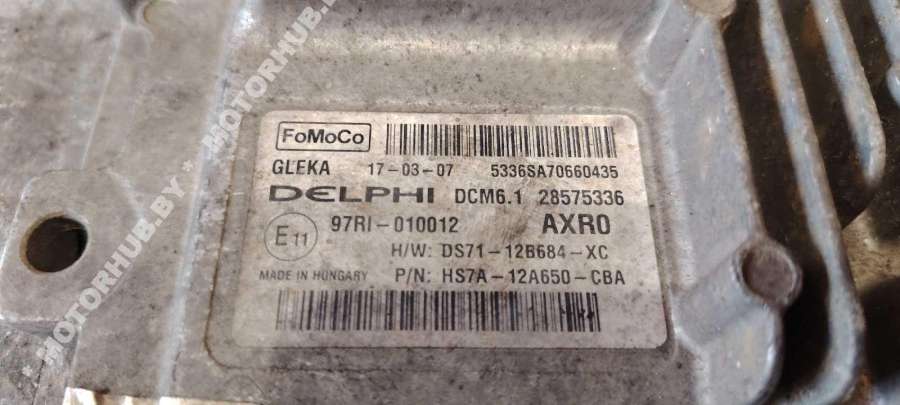 FoMoCo
GLEKA 17-03-07 5336SA70660435
DELPHI DCM6.1 28575336
E11 97RI-010012 AXR0
H/W: DS71-12B684-XC
MADE IN HUNGARY P/N: HS7A-12A650-CBA
* MOTORHUB.BY * MOTORHUB.BY *